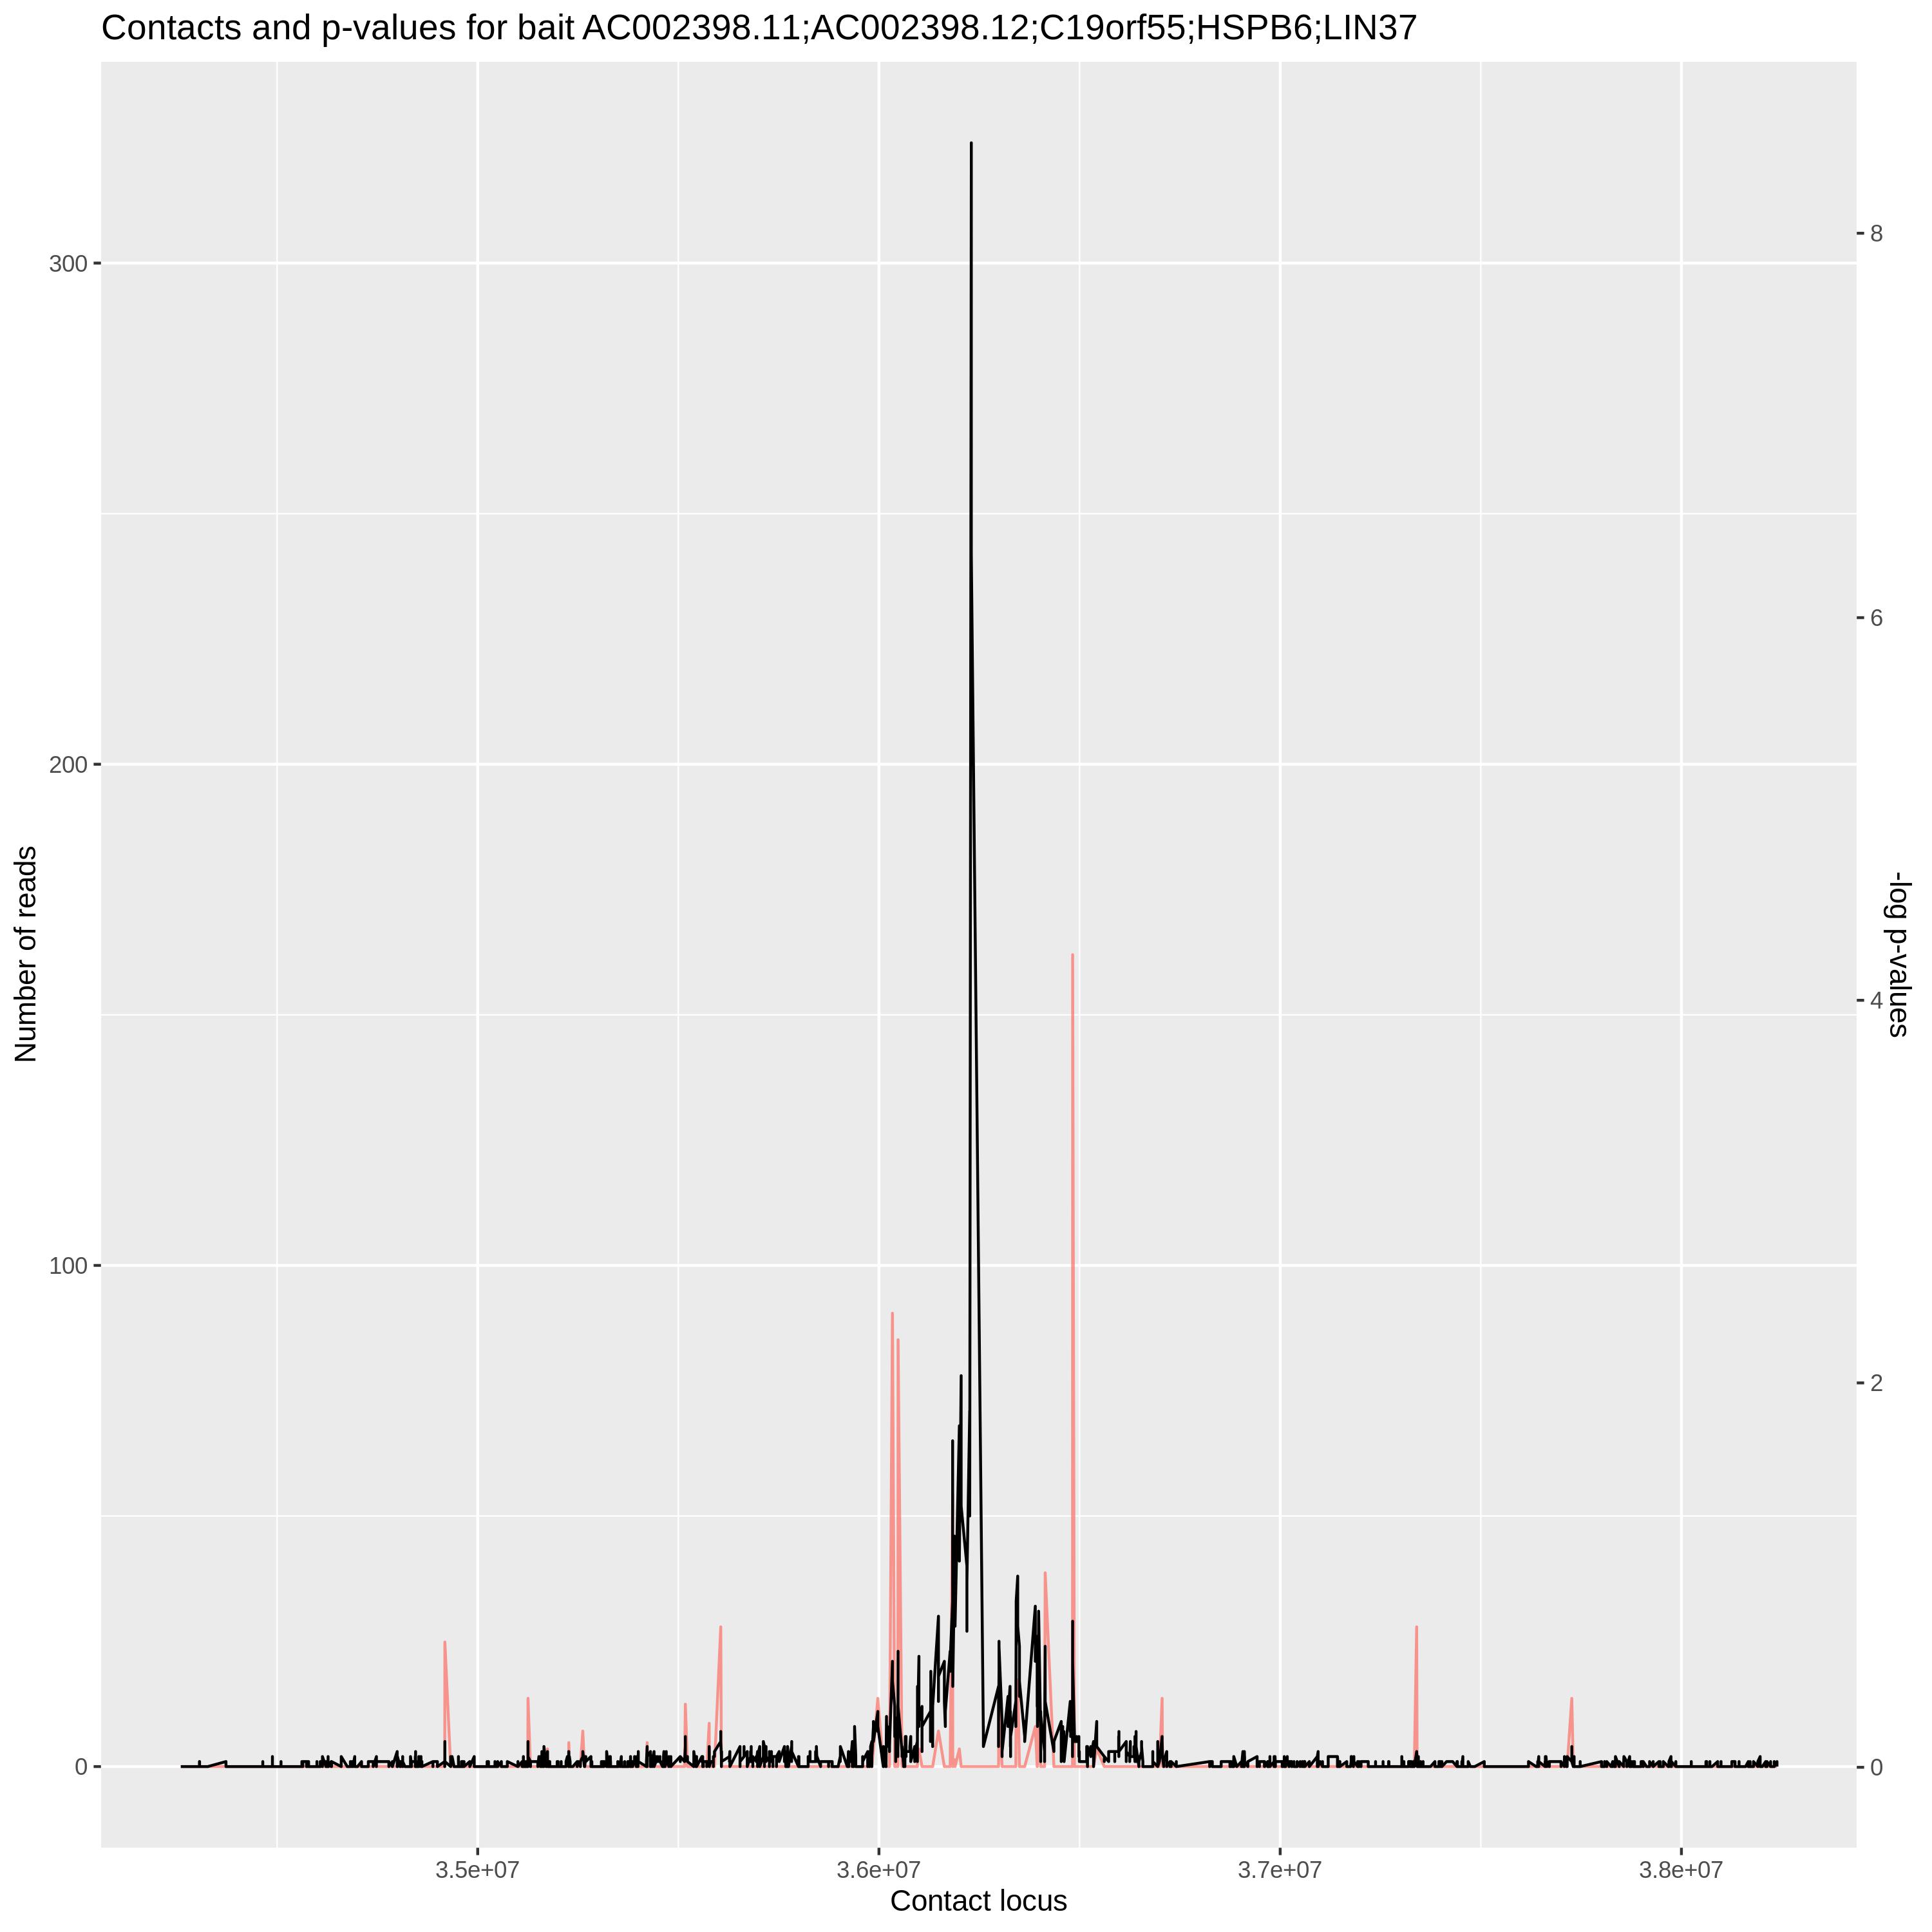 Contacts and p-values for bait AC002398.11;AC002398.12;C19orf55;HSPB6;LIN37
300
200
100
0
Number of reads
8
6
4
2
0
-log p-values
3.5e+07
3.6e+07
3.7e+07
3.8e+07
Contact locus